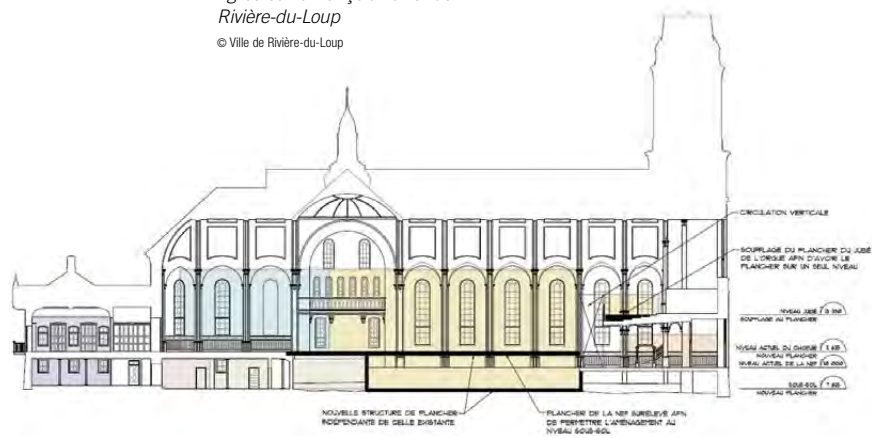 Rivière-du-Loup
© Ville de Rivière-du-Loup
CIRCULATION VERTICALE
SOUFFLAGE DU PLANCHER DU JUBÉ
DE L'ORGUE AFIN D'AVOIR LE
PLANCHER SUR UN SEUL NIVEAU
NIVEAU JUBÉ
SOUFFLAGE AU PLANCHER
NIVEAU ACTUEL DU CHOEUR
NOUVEAU PLANCHER
NIVEAU ACTUEL DE LA NEF
SOUS-SOL
NOUVEAU PLANCHER
NOUVELLE STRUCTURE DE PLANCHER
INDÉPENDANTE DE CELLE EXISTANTE
PLANCHER DE LA NEF SURÉLEVÉ AFIN
DE PERMETTRE L'AMÉNAGEMENT AU
NIVEAU SOUS-SOL